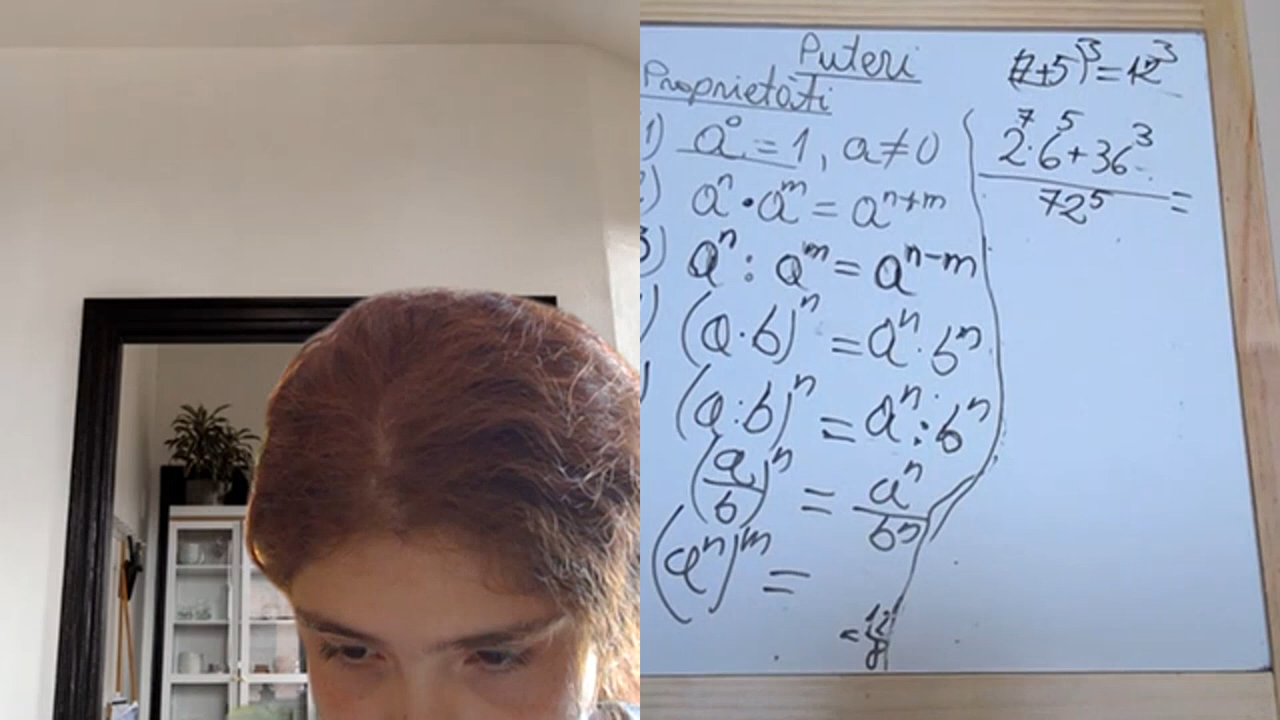 Puteri
Proprietăti
1) a⁰ = 1, a ≠ 0
2) aⁿ · aᵐ = aⁿ⁺ᵐ
3) aⁿ : aᵐ = aⁿ⁻ᵐ
) (a·b)ⁿ = aⁿ · bⁿ
) (a:b)ⁿ = aⁿ : bⁿ
(a/b)ⁿ = aⁿ/bⁿ
(aⁿ)ᵐ =
(7+5)³ = 12³
2⁷·6⁵+36³
72⁵ =